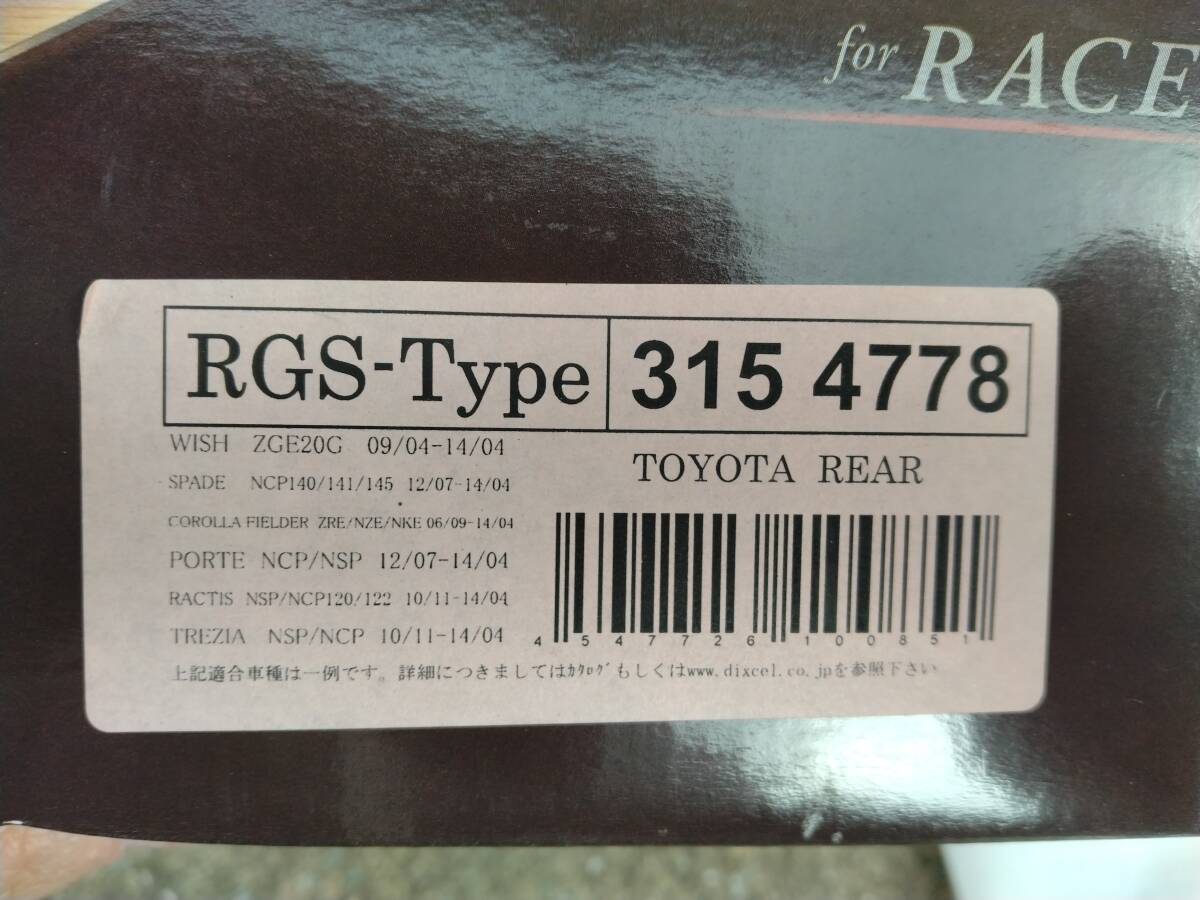 for RACE
RGS-Type 315 4778
WISH ZGE20G 09/04-14/04
TOYOTA REAR
SPADE NCP140/141/145 12/07-14/04
COROLLA FIELDER ZRE/NZE/NKE 06/09-14/04
PORTE NCP/NSP 12/07-14/04
RACTIS NSP/NCP120/122 10/11-14/04
TREZIA NSP/NCP 10/11-14/04
4 547726 100851
上記適合車種は一例です。詳細につきましてはｶﾀﾛｸﾞもしくはwww.dixcel.co.jpを参照下さい